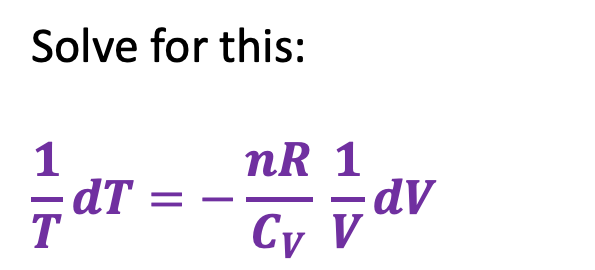 Solve for this:
1/T dT = − nR/C_V 1/V dV